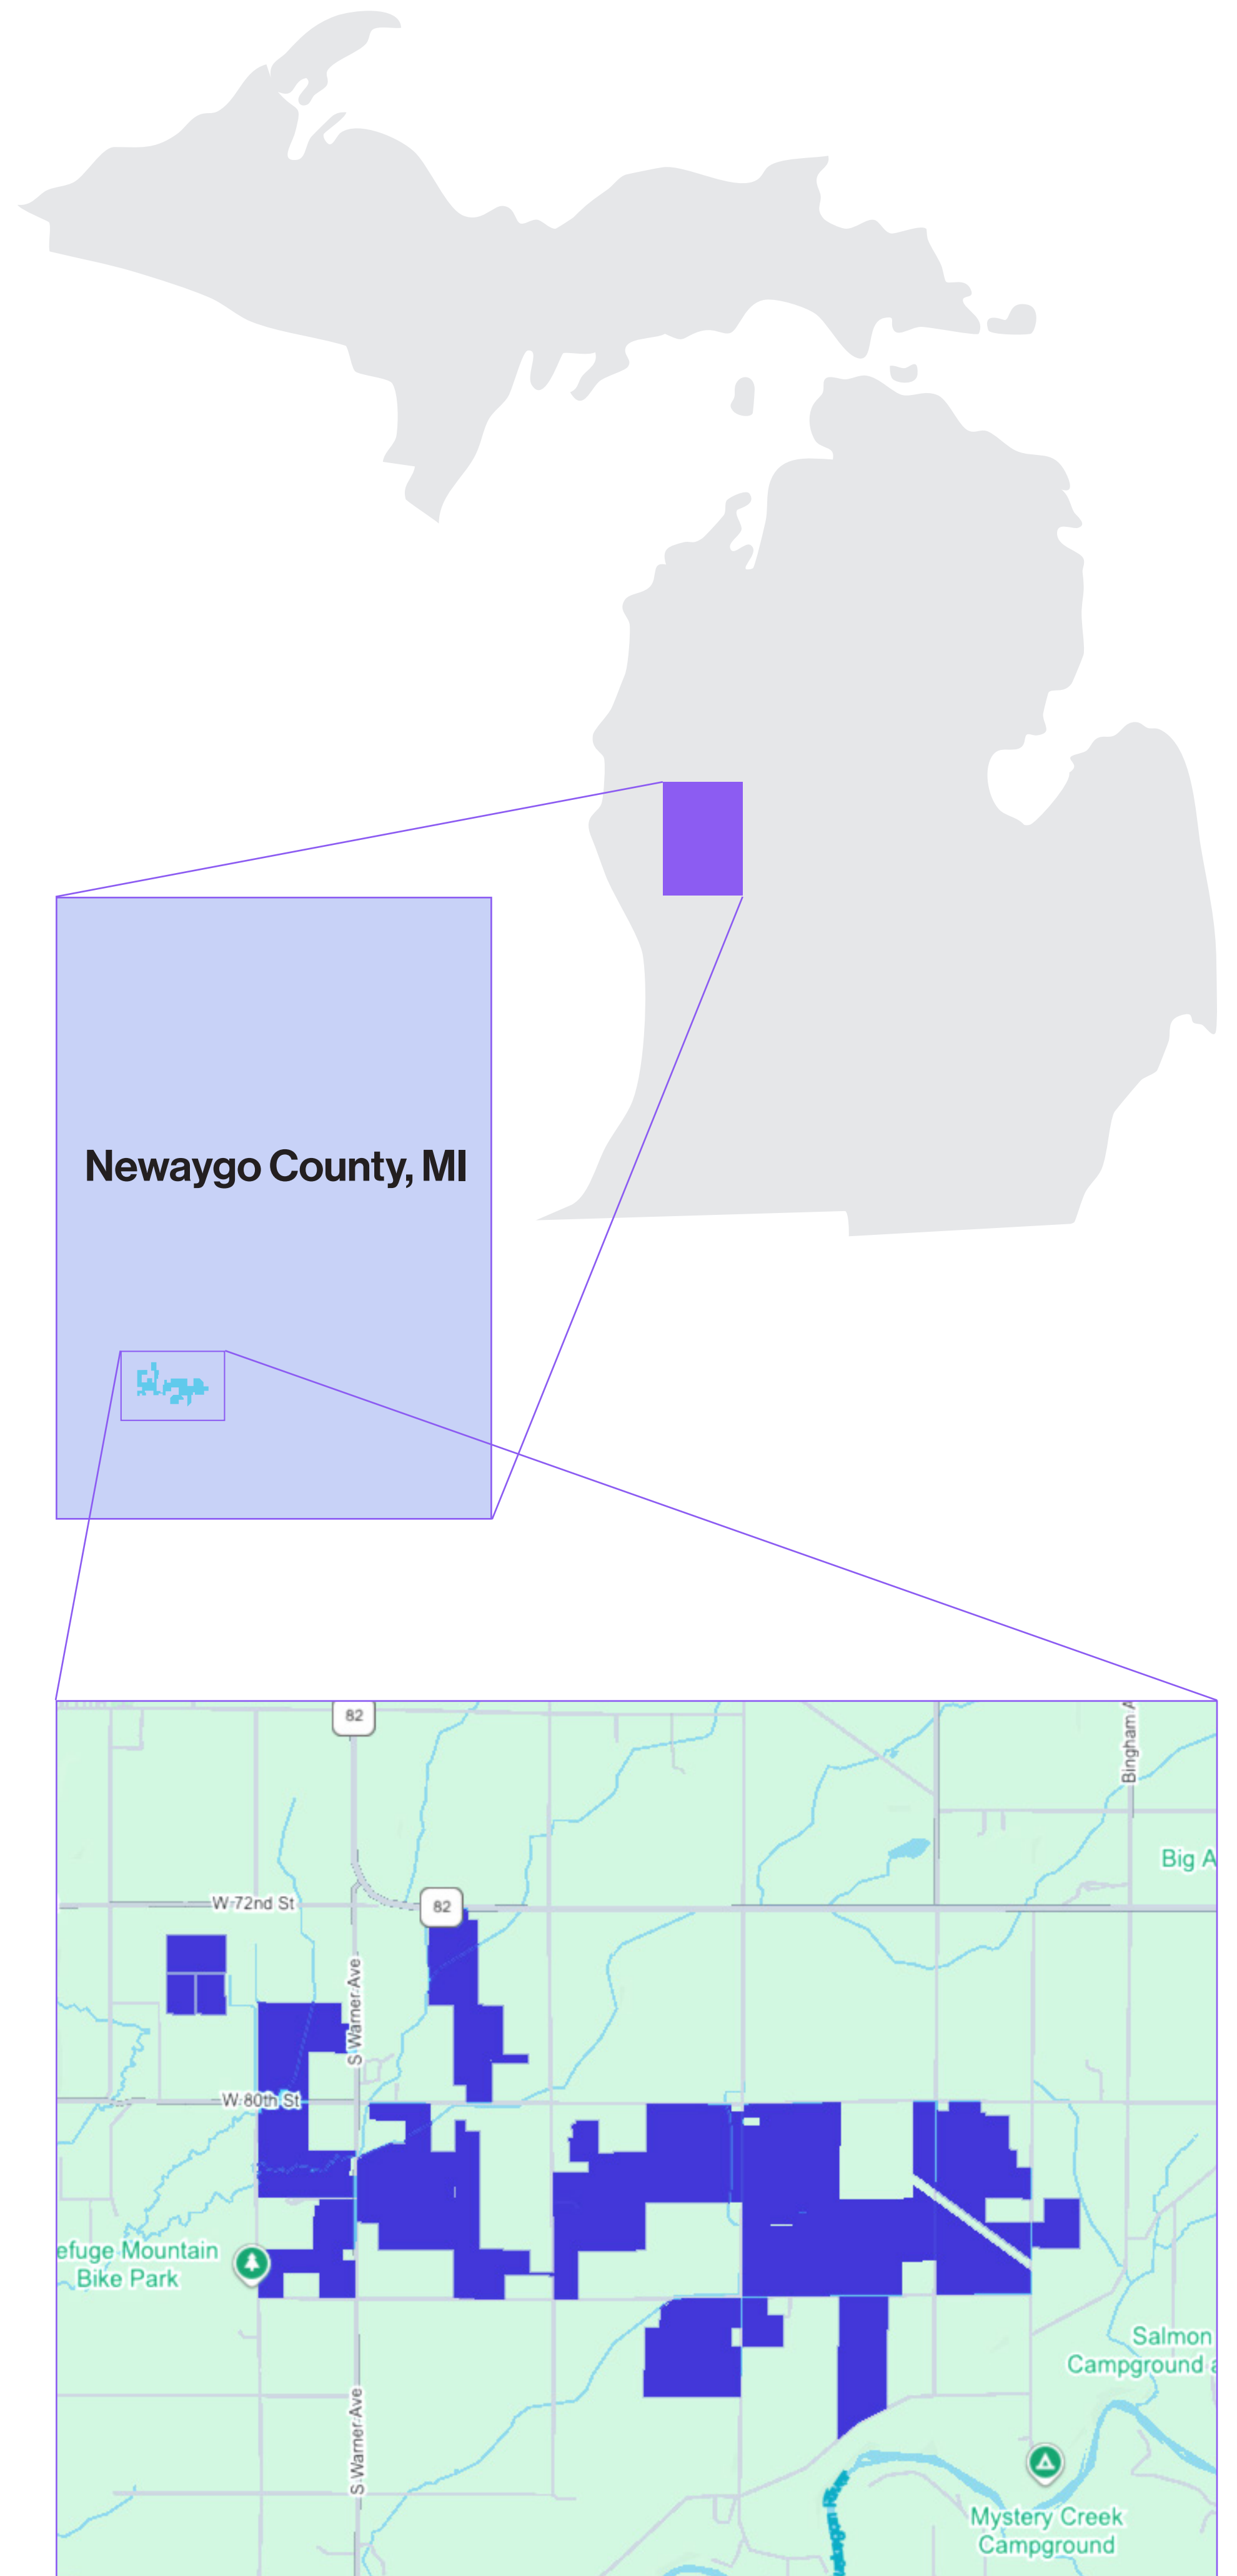 Newaygo County, MI
82
Bingham A
Big A
W 72nd St
82
S Warner Ave
W 80th St
efuge Mountain
Bike Park
Salmon
Campground a
S Warner Ave
Mystery Creek
Campground
River